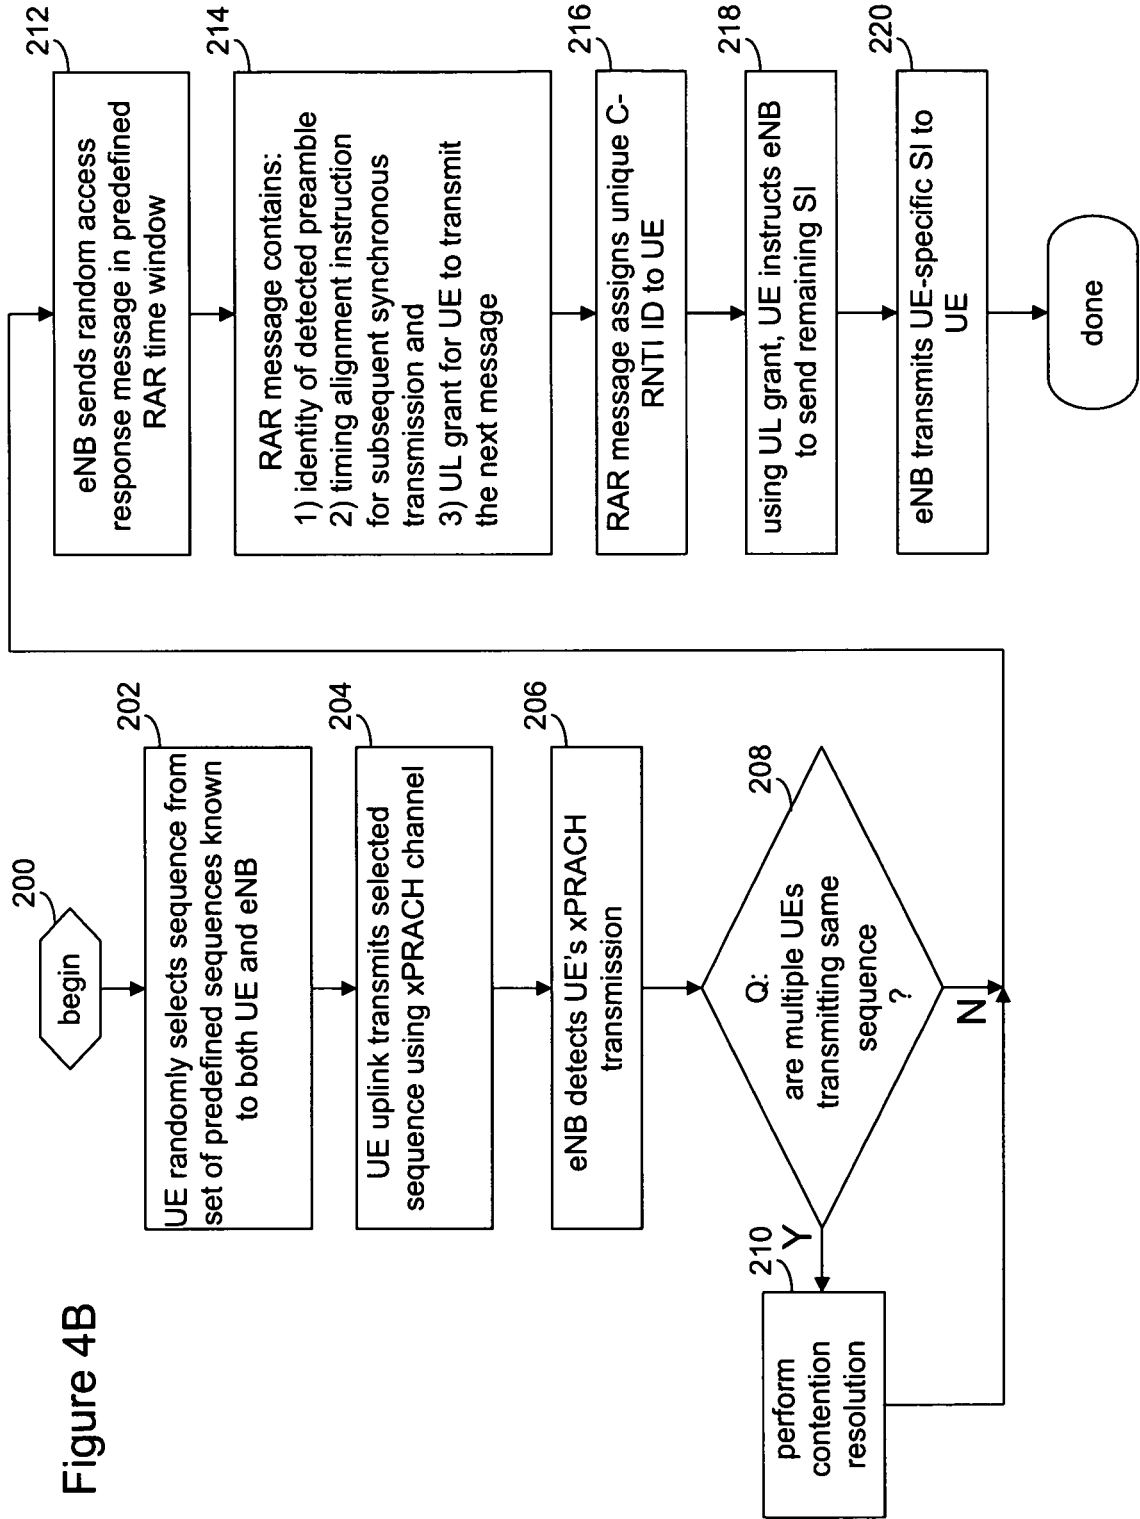 Figure 4B
200
begin
202
UE randomly selects sequence from
set of predefined sequences known
to both UE and eNB
204
UE uplink transmits selected
sequence using xPRACH channel
206
eNB detects UE's xPRACH
transmission
208
Q:
are multiple UEs
transmitting same
sequence
?
Y
N
210
perform
contention
resolution
212
eNB sends random access
response message in predefined
RAR time window
214
RAR message contains:
1) identity of detected preamble
2) timing alignment instruction
for subsequent synchronous
transmission and
3) UL grant for UE to transmit
the next message
216
RAR message assigns unique C-
RNTI ID to UE
218
using UL grant, UE instructs eNB
to send remaining SI
220
eNB transmits UE-specific SI to
UE
done